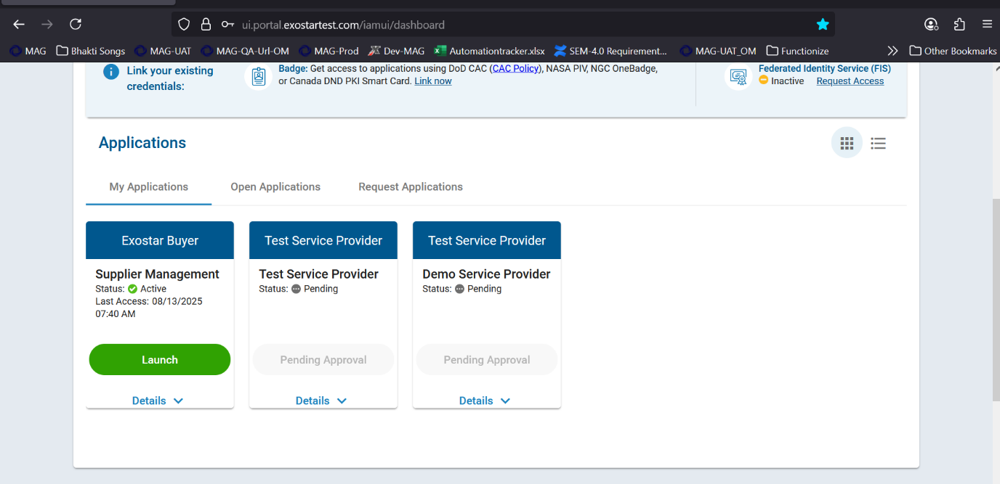 ui.portal.exostartest.com/iamui/dashboard
MAG
Bhakti Songs
MAG-UAT
MAG-QA-Url-OM
MAG-Prod
Dev-MAG
Automationtracker.xlsx
SEM-4.0 Requirement...
MAG-UAT_OM
Functionize
Other Bookmarks
Link your existing
credentials:
Badge: Get access to applications using DoD CAC (CAC Policy), NASA PIV, NGC OneBadge,
or Canada DND PKI Smart Card. Link now
Federated Identity Service (FIS)
Inactive Request Access
Applications
My Applications
Open Applications
Request Applications
Exostar Buyer
Supplier Management
Status: Active
Last Access: 08/13/2025
07:40 AM
Launch
Details
Test Service Provider
Test Service Provider
Status: Pending
Pending Approval
Details
Test Service Provider
Demo Service Provider
Status: Pending
Pending Approval
Details